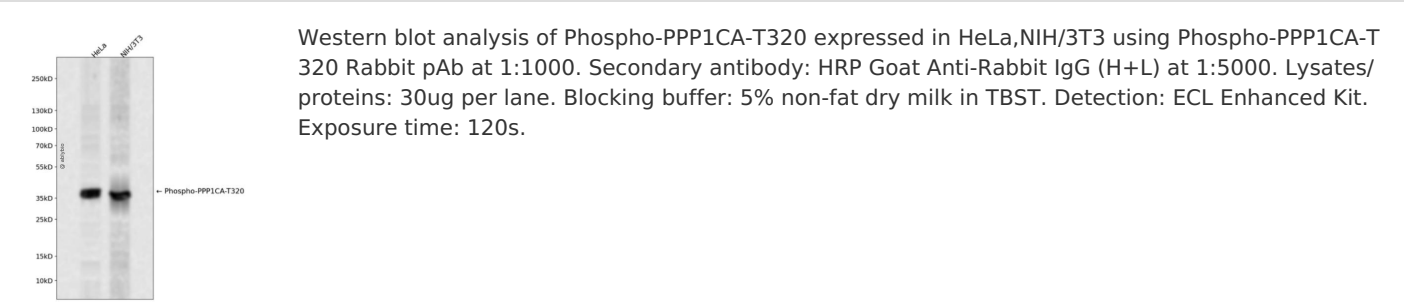 HeLa
NIH/3T3
250kD
130kD
100kD
70kD
55kD
35kD
25kD
15kD
10kD
@ abyboo
← Phospho-PPP1CA-T320
Western blot analysis of Phospho-PPP1CA-T320 expressed in HeLa,NIH/3T3 using Phospho-PPP1CA-T
320 Rabbit pAb at 1:1000. Secondary antibody: HRP Goat Anti-Rabbit IgG (H+L) at 1:5000. Lysates/
proteins: 30ug per lane. Blocking buffer: 5% non-fat dry milk in TBST. Detection: ECL Enhanced Kit.
Exposure time: 120s.